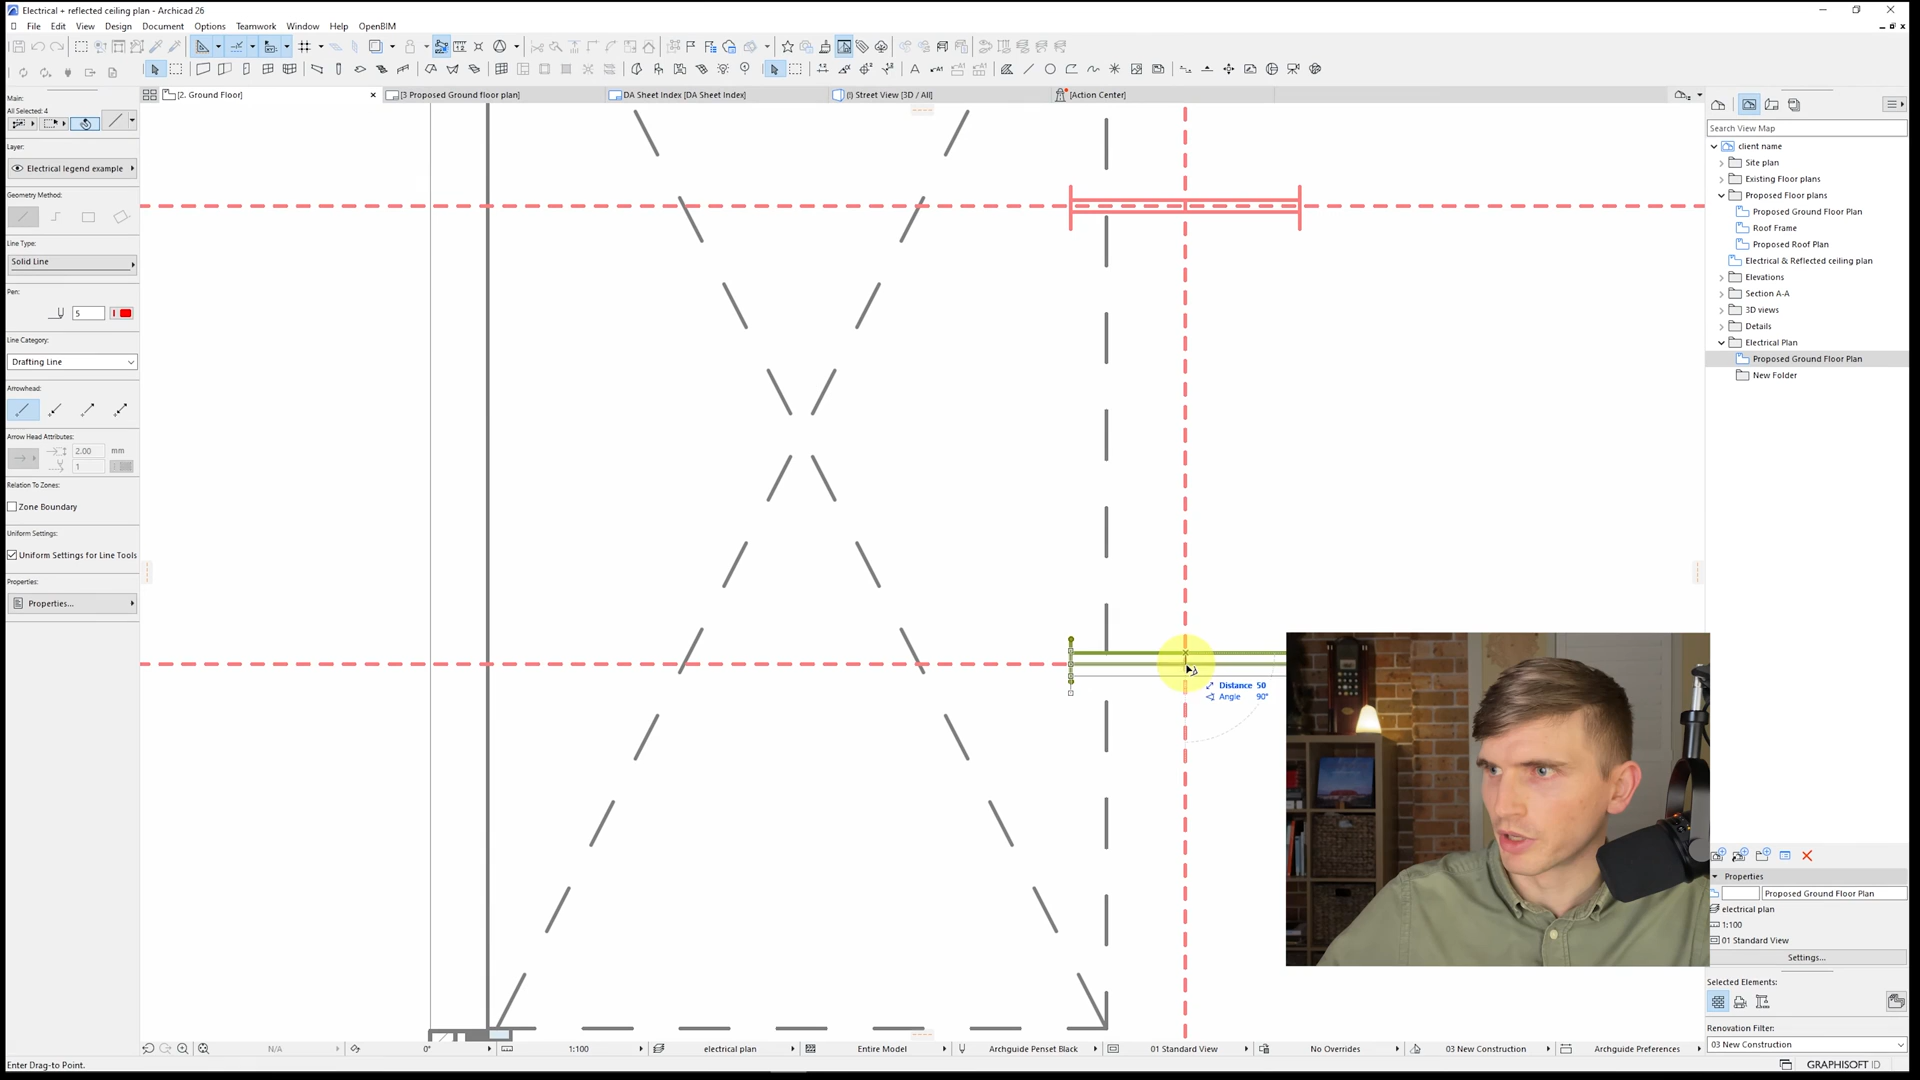 Electrical + reflected ceiling plan - Archicad 26
File Edit View Design Document Options Teamwork Window Help OpenBIM
[2. Ground Floor]
[3 Proposed Ground floor plan]
DA Sheet Index [DA Sheet Index]
(!) Street View [3D / All]
[Action Center]
Main:
All Selected: 4
Layer:
Electrical legend example
Geometry Method:
Line Type:
Solid Line
Pen:
5
Line Category:
Drafting Line
Arrowhead:
Arrow Head Attributes:
2.00 mm
1
Relation To Zones:
Zone Boundary
Uniform Settings:
Uniform Settings for Line Tools
Properties:
Properties...
Distance 50
Angle 90°
Search View Map
client name
Site plan
Existing Floor plans
Proposed Floor plans
Proposed Ground Floor Plan
Roof Frame
Proposed Roof Plan
Electrical & Reflected ceiling plan
Elevations
Section A-A
3D views
Details
Electrical Plan
Proposed Ground Floor Plan
New Folder
Properties
Proposed Ground Floor Plan
electrical plan
1:100
01 Standard View
Settings...
Selected Elements:
Renovation Filter:
03 New Construction
N/A 0° 1:100 electrical plan Entire Model Archguide Penset Black 01 Standard View No Overrides 03 New Construction Archguide Preferences
Enter Drag-to Point.
GRAPHISOFT ID